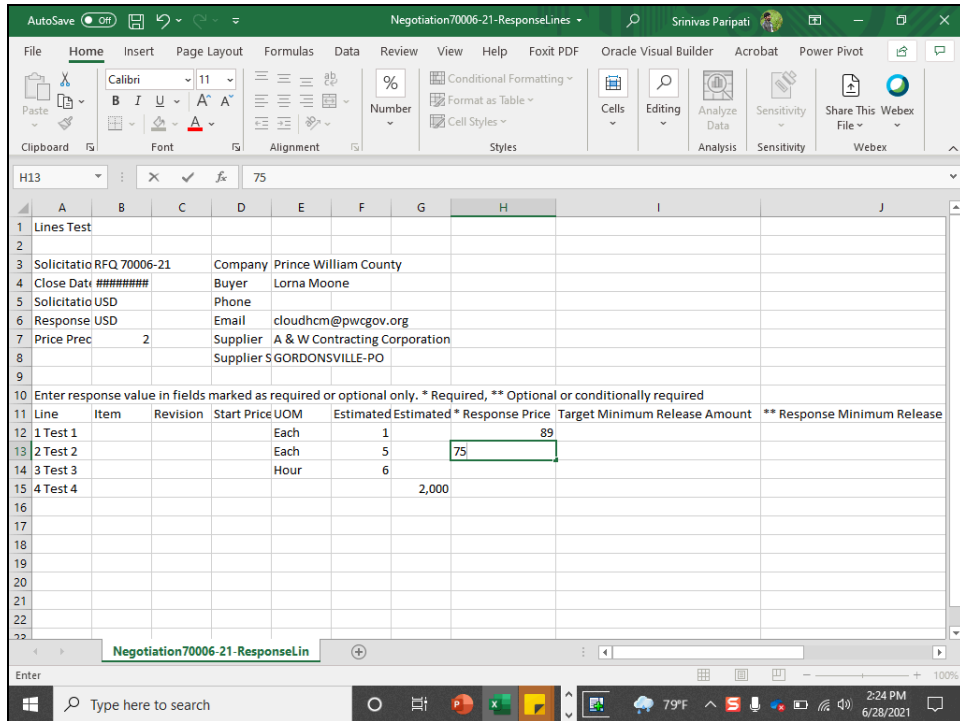 AutoSave Off Negotiation70006-21-ResponseLines Srinivas Paripati
File Home Insert Page Layout Formulas Data Review View Help Foxit PDF Oracle Visual Builder Acrobat Power Pivot
Paste
Calibri 11
B I U A A A
% Number
Conditional Formatting
Format as Table
Cell Styles
Cells
Editing
Analyze Data
Sensitivity
Share This File
Webex
Clipboard Font Alignment Styles Analysis Sensitivity Webex
H13 fx 75
A B C D E F G H I J
1 Lines Test
2
3 Solicitatio RFQ 70006-21 Company Prince William County
4 Close Date ######## Buyer Lorna Moone
5 Solicitatio USD Phone
6 Response USD Email cloudhcm@pwcgov.org
7 Price Prec 2 Supplier A & W Contracting Corporation
8 Supplier S GORDONSVILLE-PO
9
10 Enter response value in fields marked as required or optional only. * Required, ** Optional or conditionally required
11 Line Item Revision Start Price UOM Estimated Estimated * Response Price Target Minimum Release Amount ** Response Minimum Release
12 1 Test 1 Each 1 89
13 2 Test 2 Each 5 75
14 3 Test 3 Hour 6
15 4 Test 4 2,000
16
17
18
19
20
21
22
23
Negotiation70006-21-ResponseLin
Enter 100%
Type here to search 79°F 2:24 PM
6/28/2021